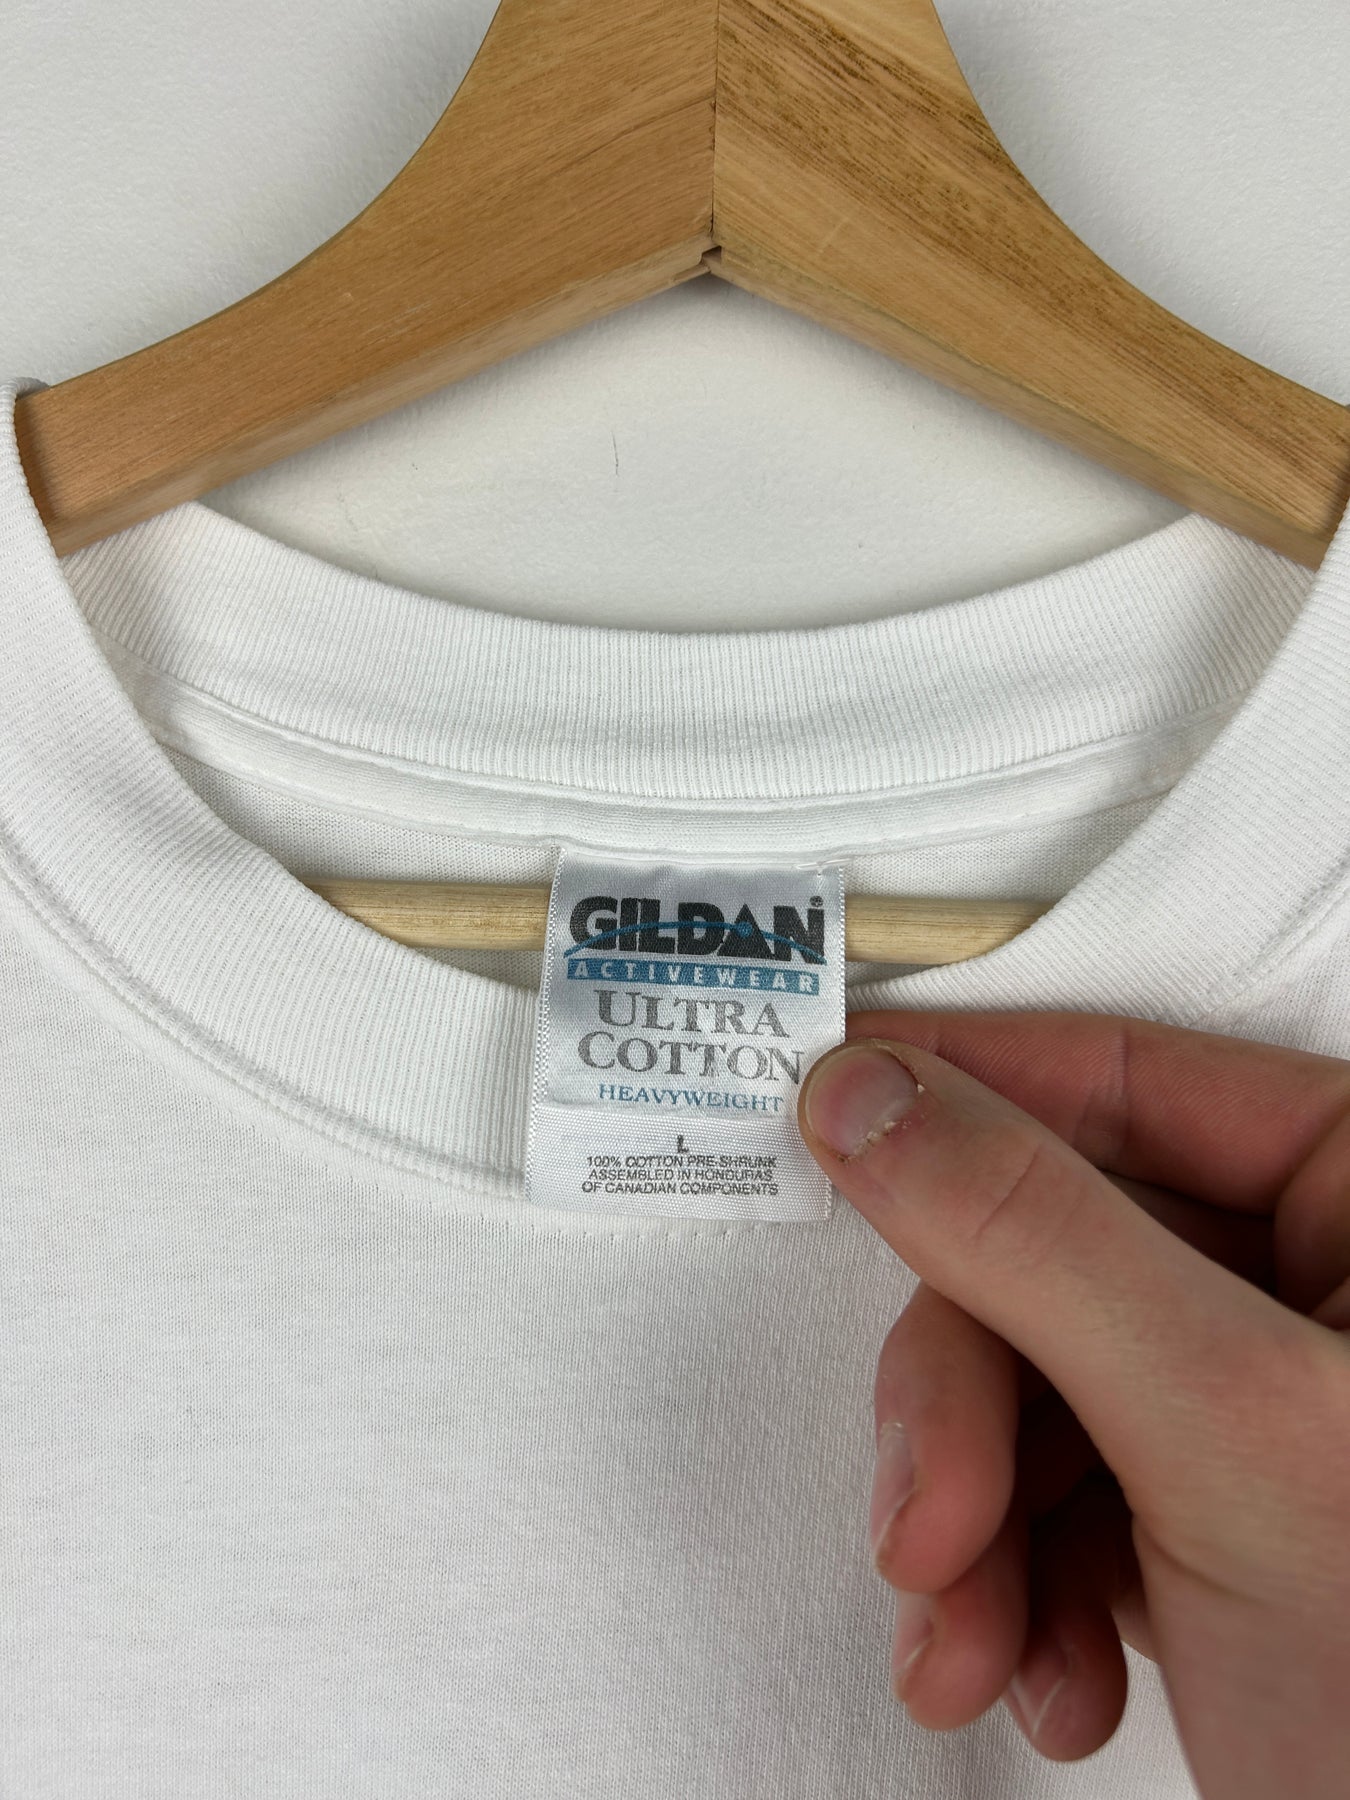 GILDAN®
ACTIVEWEAR
ULTRA
COTTON
HEAVYWEIGHT
L
100% COTTON PRE-SHRUNK
ASSEMBLED IN HONDURAS
OF CANADIAN COMPONENTS